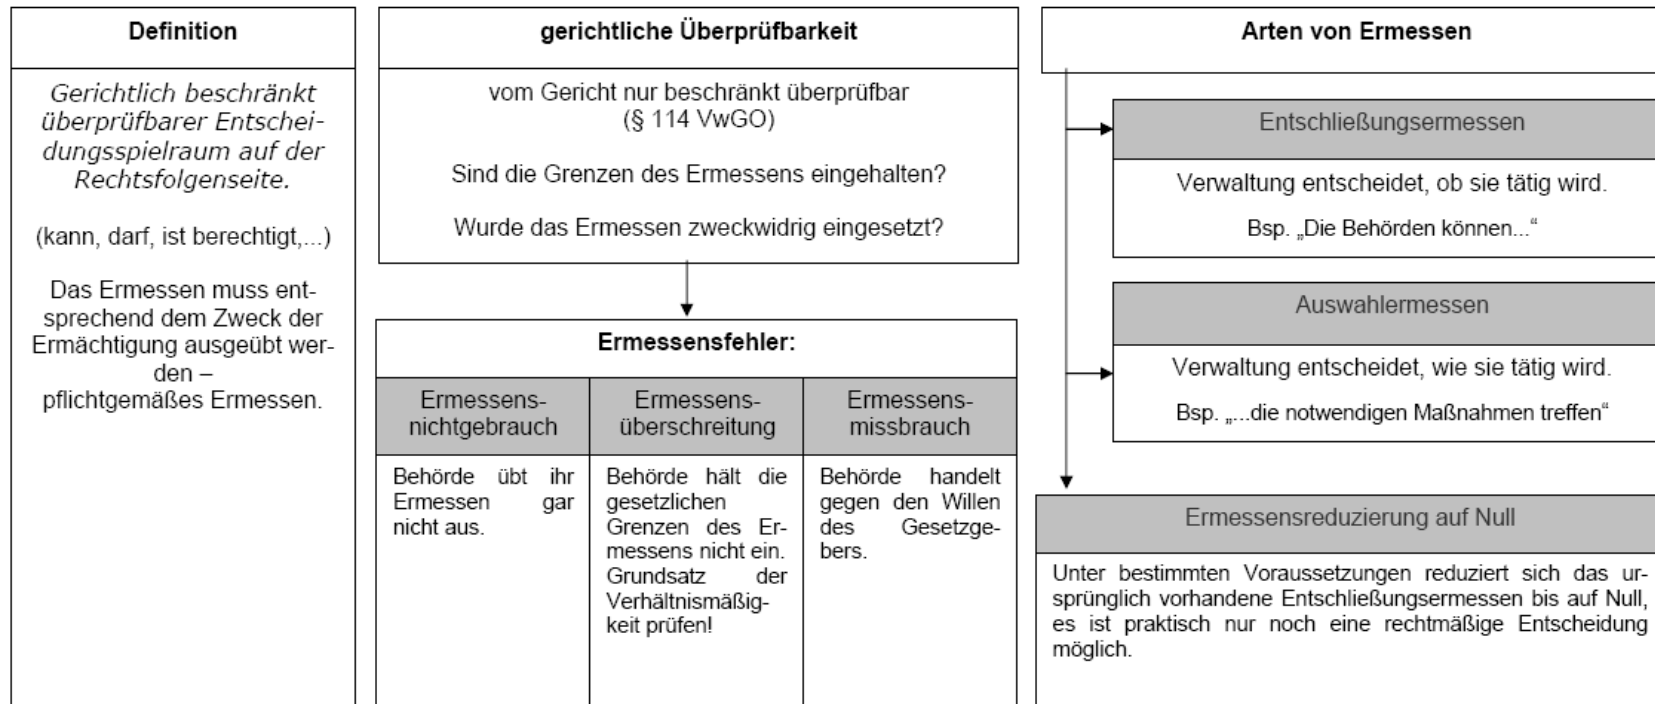 Definition
Gerichtlich beschränkt
überprüfbarer Entschei-
dungsspielraum auf der
Rechtsfolgenseite.
(kann, darf, ist berechtigt,...)
Das Ermessen muss ent-
sprechend dem Zweck der
Ermächtigung ausgeübt wer-
den –
pflichtgemäßes Ermessen.
gerichtliche Überprüfbarkeit
vom Gericht nur beschränkt überprüfbar
(§ 114 VwGO)
Sind die Grenzen des Ermessens eingehalten?
Wurde das Ermessen zweckwidrig eingesetzt?
Ermessensfehler:
Ermessens-
nichtgebrauch
Behörde übt ihr
Ermessen gar
nicht aus.
Ermessens-
überschreitung
Behörde hält die
gesetzlichen
Grenzen des Er-
messens nicht ein.
Grundsatz der
Verhältnismäßig-
keit prüfen!
Ermessens-
missbrauch
Behörde handelt
gegen den Willen
des Gesetzge-
bers.
Arten von Ermessen
Entschließungsermessen
Verwaltung entscheidet, ob sie tätig wird.
Bsp. „Die Behörden können...“
Auswahlermessen
Verwaltung entscheidet, wie sie tätig wird.
Bsp. „...die notwendigen Maßnahmen treffen“
Ermessensreduzierung auf Null
Unter bestimmten Voraussetzungen reduziert sich das ur-
sprünglich vorhandene Entschließungsermessen bis auf Null,
es ist praktisch nur noch eine rechtmäßige Entscheidung
möglich.